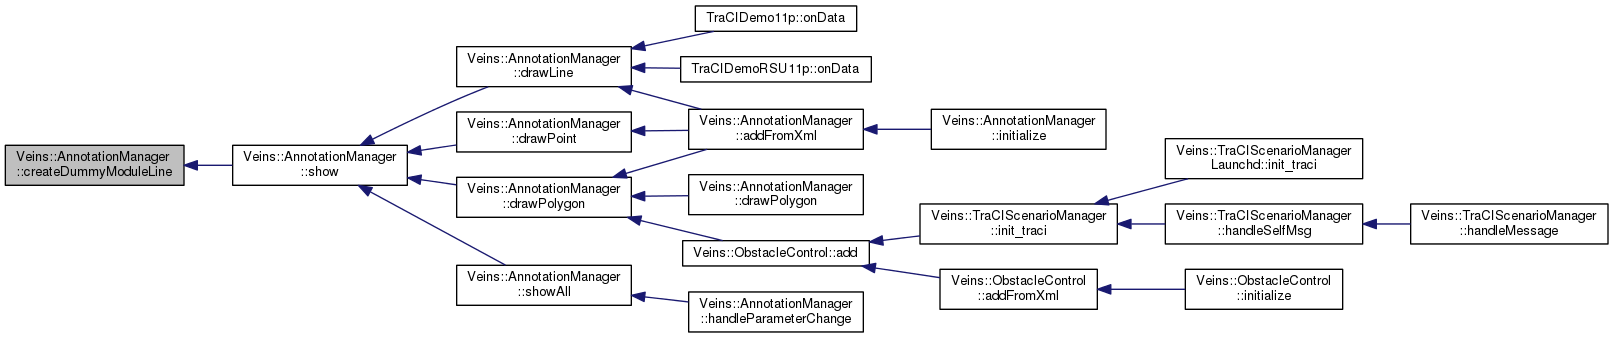 Veins::AnnotationManager
::createDummyModuleLine
Veins::AnnotationManager
::show
Veins::AnnotationManager
::drawLine
TraCIDemo11p::onData
TraCIDemoRSU11p::onData
Veins::AnnotationManager
::drawPoint
Veins::AnnotationManager
::addFromXml
Veins::AnnotationManager
::initialize
Veins::AnnotationManager
::drawPolygon
Veins::AnnotationManager
::drawPolygon
Veins::ObstacleControl::add
Veins::TraCIScenarioManager
::init_traci
Veins::TraCIScenarioManager
Launchd::init_traci
Veins::TraCIScenarioManager
::handleSelfMsg
Veins::TraCIScenarioManager
::handleMessage
Veins::ObstacleControl
::addFromXml
Veins::ObstacleControl
::initialize
Veins::AnnotationManager
::showAll
Veins::AnnotationManager
::handleParameterChange